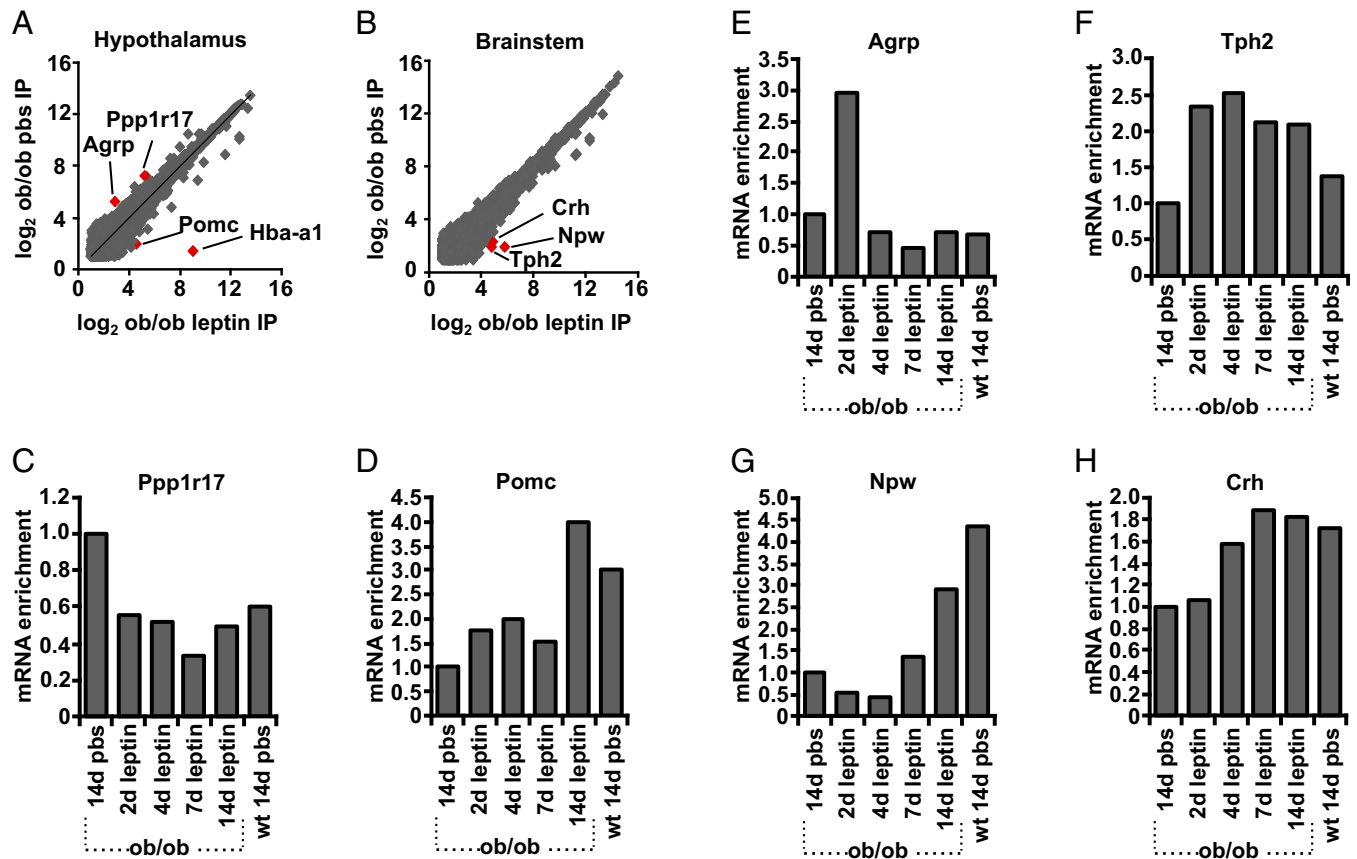 A
Hypothalamus
log2 ob/ob pbs IP
16
12
8
4
0
Agrp
Ppp1r17
Pomc
Hba-a1
0 4 8 12 16
log2 ob/ob leptin IP
B
Brainstem
log2 ob/ob pbs IP
16
12
8
4
0
Crh
Npw
Tph2
0 4 8 12 16
log2 ob/ob leptin IP
E
Agrp
mRNA enrichment
3.5
3.0
2.5
2.0
1.5
1.0
0.5
0
14d pbs
2d leptin
4d leptin
7d leptin
14d leptin
wt 14d pbs
ob/ob
F
Tph2
mRNA enrichment
3.0
2.5
2.0
1.5
1.0
0.5
0
14d pbs
2d leptin
4d leptin
7d leptin
14d leptin
wt 14d pbs
ob/ob
C
Ppp1r17
mRNA enrichment
1.2
1.0
0.8
0.6
0.4
0.2
0
14d pbs
2d leptin
4d leptin
7d leptin
14d leptin
wt 14d pbs
ob/ob
D
Pomc
mRNA enrichment
4.5
4.0
3.5
3.0
2.5
2.0
1.5
1.0
0.5
0
14d pbs
2d leptin
4d leptin
7d leptin
14d leptin
wt 14d pbs
ob/ob
G
Npw
mRNA enrichment
5.0
4.5
4.0
3.5
3.0
2.5
2.0
1.5
1.0
0.5
0
14d pbs
2d leptin
4d leptin
7d leptin
14d leptin
wt 14d pbs
ob/ob
H
Crh
mRNA enrichment
2.0
1.8
1.6
1.4
1.2
1.0
0.8
0.6
0.4
0.2
0
14d pbs
2d leptin
4d leptin
7d leptin
14d leptin
wt 14d pbs
ob/ob